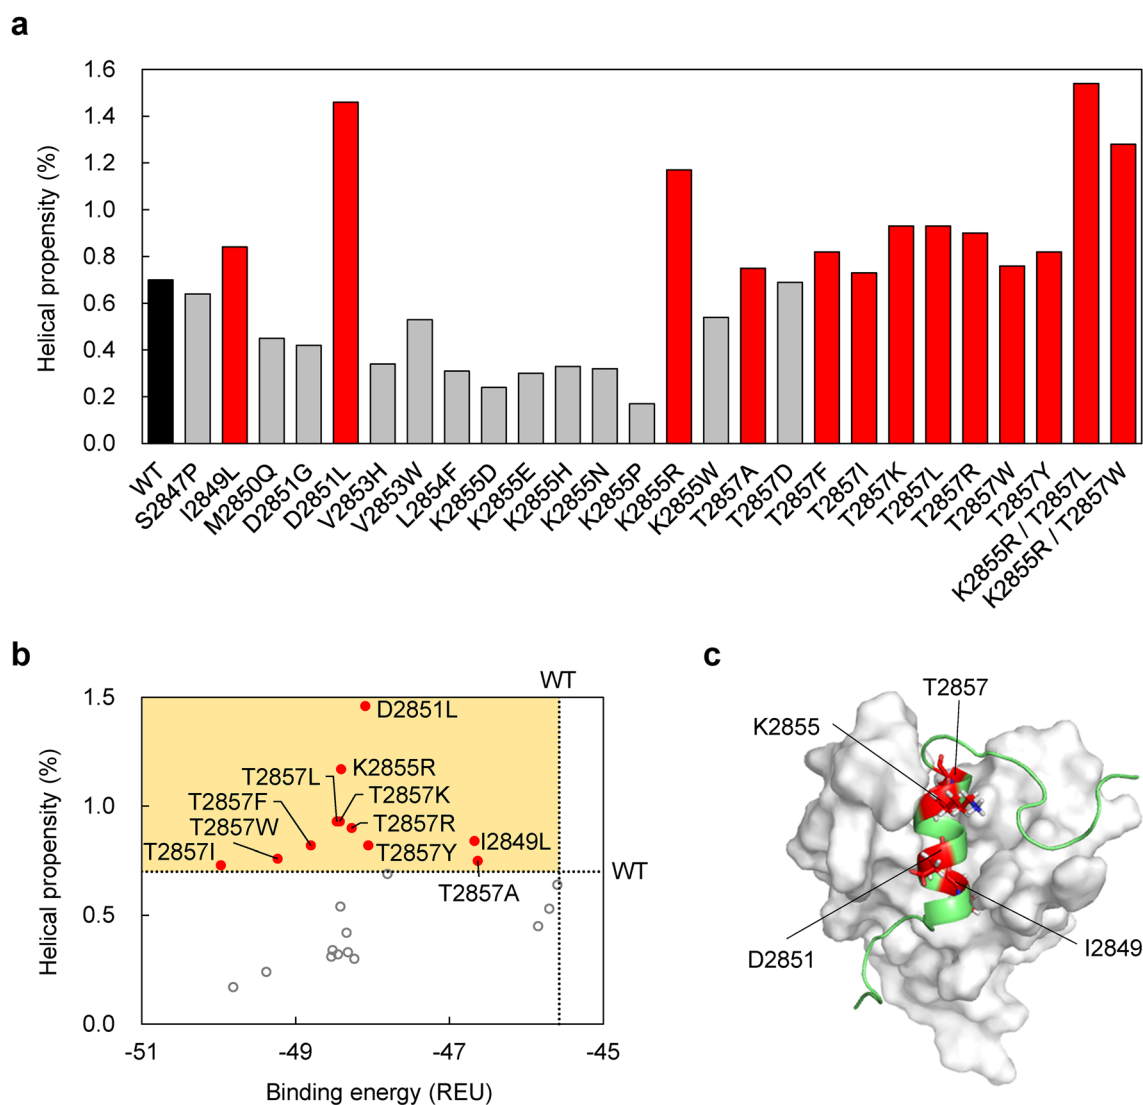 a
Helical propensity (%)
1.6
1.4
1.2
1.0
0.8
0.6
0.4
0.2
0.0
WT
S2847P
I2849L
M2850Q
D2851G
D2851L
V2853H
V2853W
L2854F
K2855D
K2855E
K2855H
K2855N
K2855P
K2855R
K2855W
T2857A
T2857D
T2857F
T2857I
T2857K
T2857L
T2857R
T2857W
T2857Y
K2855R / T2857L
K2855R / T2857W
b
Helical propensity (%)
1.5
1.0
0.5
0.0
WT
D2851L
K2855R
T2857L
T2857K
T2857F
T2857R
T2857W
I2849L
T2857I
T2857Y
WT
T2857A
-51
-49
-47
-45
Binding energy (REU)
c
T2857
K2855
D2851
I2849